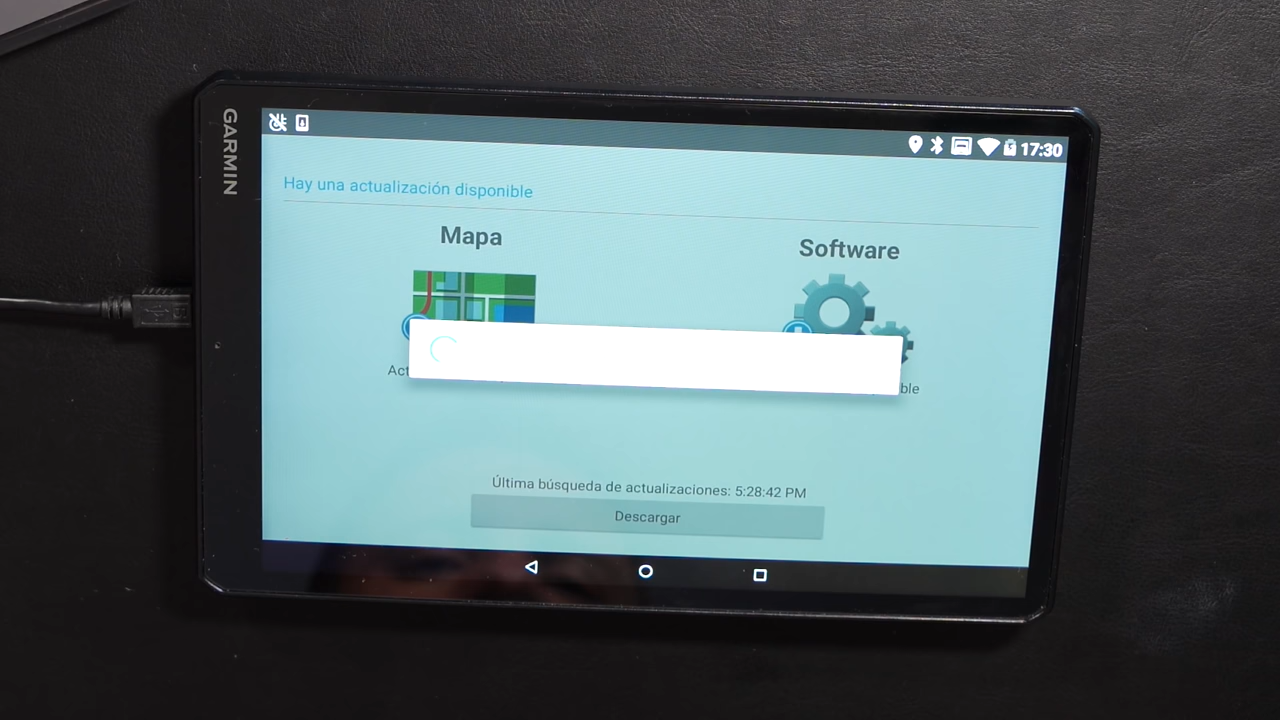 GARMIN
17:30
Hay una actualización disponible
Mapa
Software
Última búsqueda de actualizaciones: 5:28:42 PM
Descargar